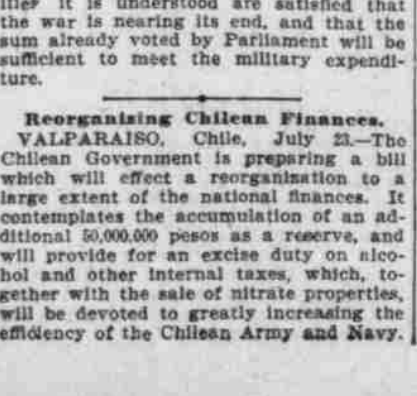 it is understood are satisfied that
the war is nearing its end, and that the
sum already voted by Parliament will be
sufficient to meet the military expendi-
ture.
Reorganizing Chilean Finances.
VALPARAISO, Chile, July 23.—The
Chilean Government is preparing a bill
which will effect a reorganization to a
large extent of the national finances. It
contemplates the accumulation of an ad-
ditional 50,000,000 pesos as a reserve, and
will provide for an excise duty on alco-
hol and other internal taxes, which, to-
gether with the sale of nitrate properties,
will be devoted to greatly increasing the
efficiency of the Chilean Army and Navy.